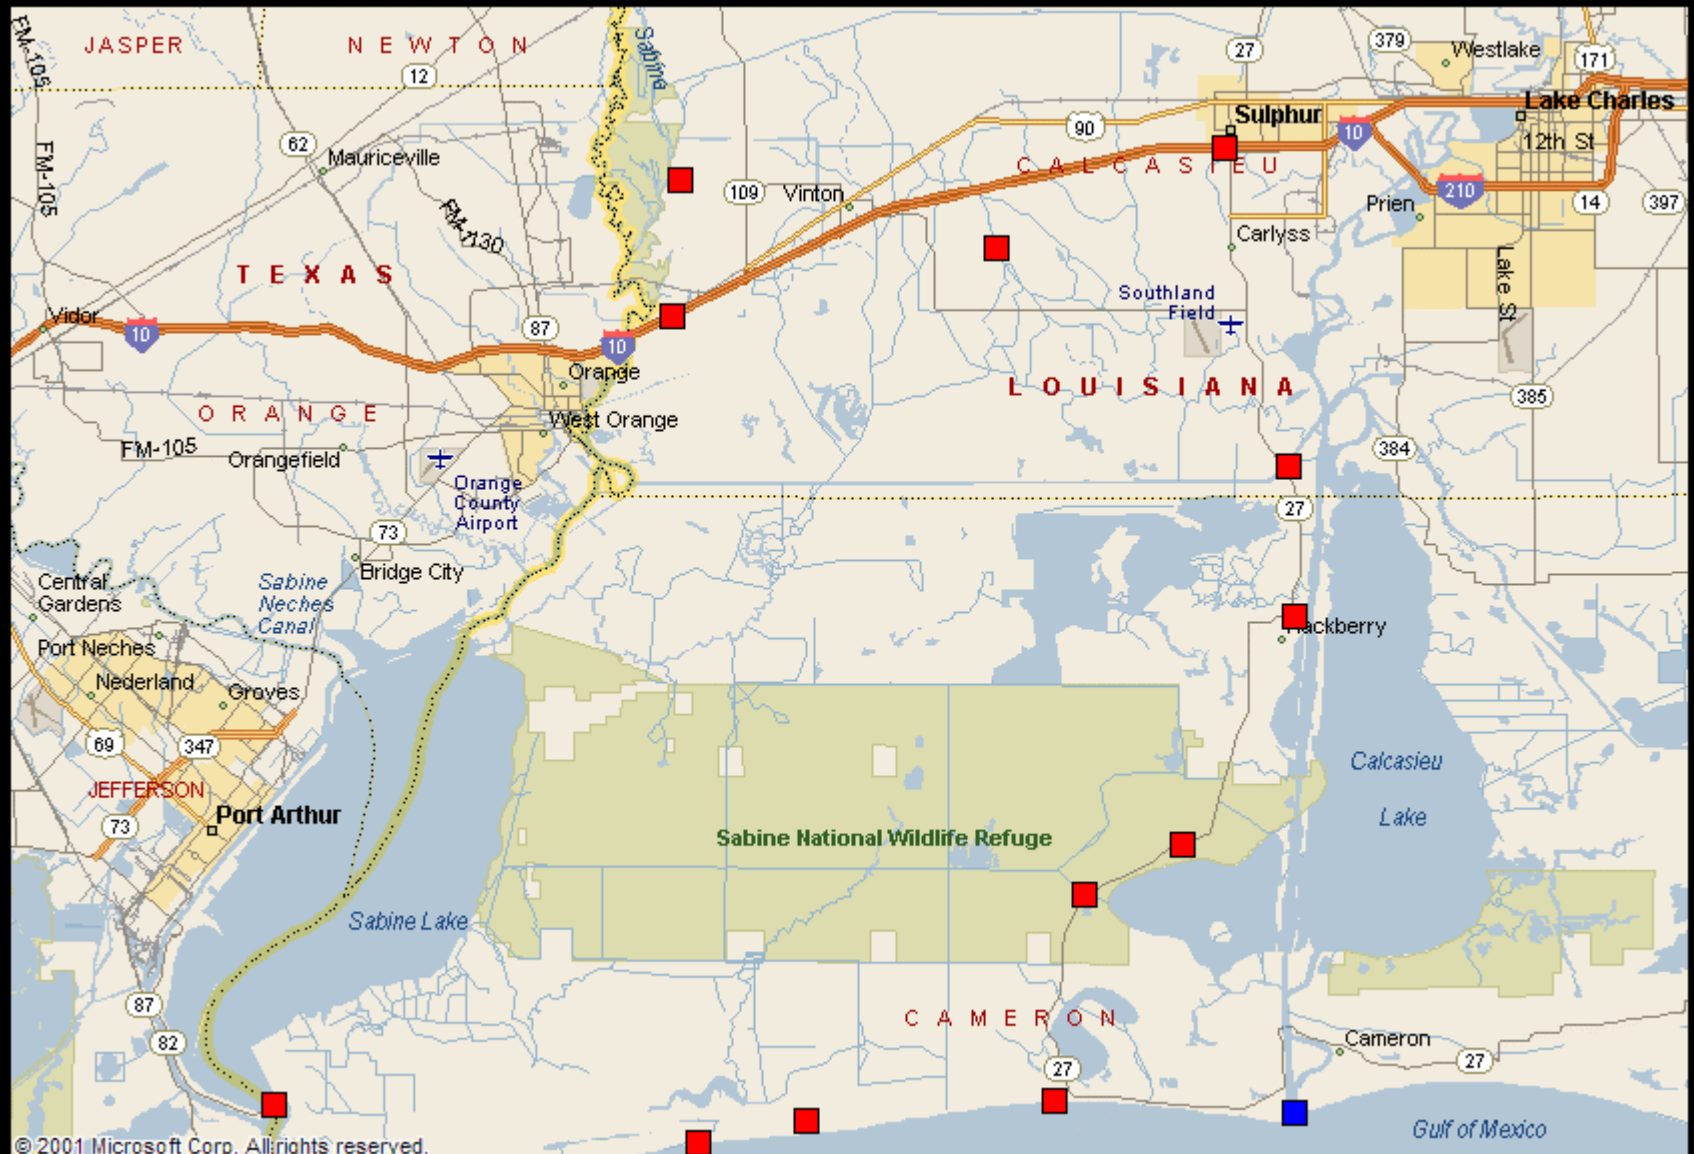 FM-105
JASPER
NEWTON
Sabine
27
379
Westlake
171
12
Lake Charles
Sulphur
90
10
12th St
62
Mauriceville
FM-105
CALCASIEU
109
Vinton
210
14
397
Prien
FM-1130
Carlyss
TEXAS
Lake St
Southland
Field
Vidor
10
87
10
Orange
LOUISIANA
385
ORANGE
West Orange
FM-105
Orangefield
384
Orange
County
Airport
27
73
Bridge City
Central
Gardens
Sabine
Neches
Canal
Hackberry
Port Neches
Nederland
Groves
69
347
Calcasieu
Lake
JEFFERSON
Port Arthur
73
Sabine National Wildlife Refuge
Sabine Lake
87
CAMERON
82
Cameron
27
27
Gulf of Mexico
© 2001 Microsoft Corp. All rights reserved.